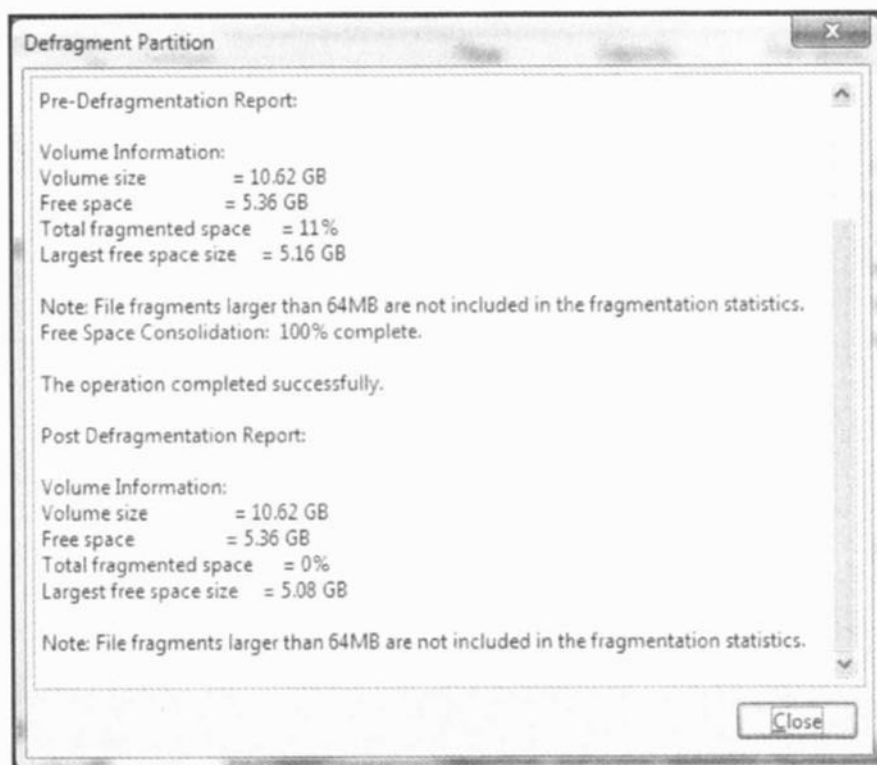 Defragment Partition
Pre-Defragmentation Report:
Volume Information:
Volume size = 10.62 GB
Free space = 5.36 GB
Total fragmented space = 11%
Largest free space size = 5.16 GB
Note: File fragments larger than 64MB are not included in the fragmentation statistics.
Free Space Consolidation: 100% complete.
The operation completed successfully.
Post Defragmentation Report:
Volume Information:
Volume size = 10.62 GB
Free space = 5.36 GB
Total fragmented space = 0%
Largest free space size = 5.08 GB
Note: File fragments larger than 64MB are not included in the fragmentation statistics.
Close